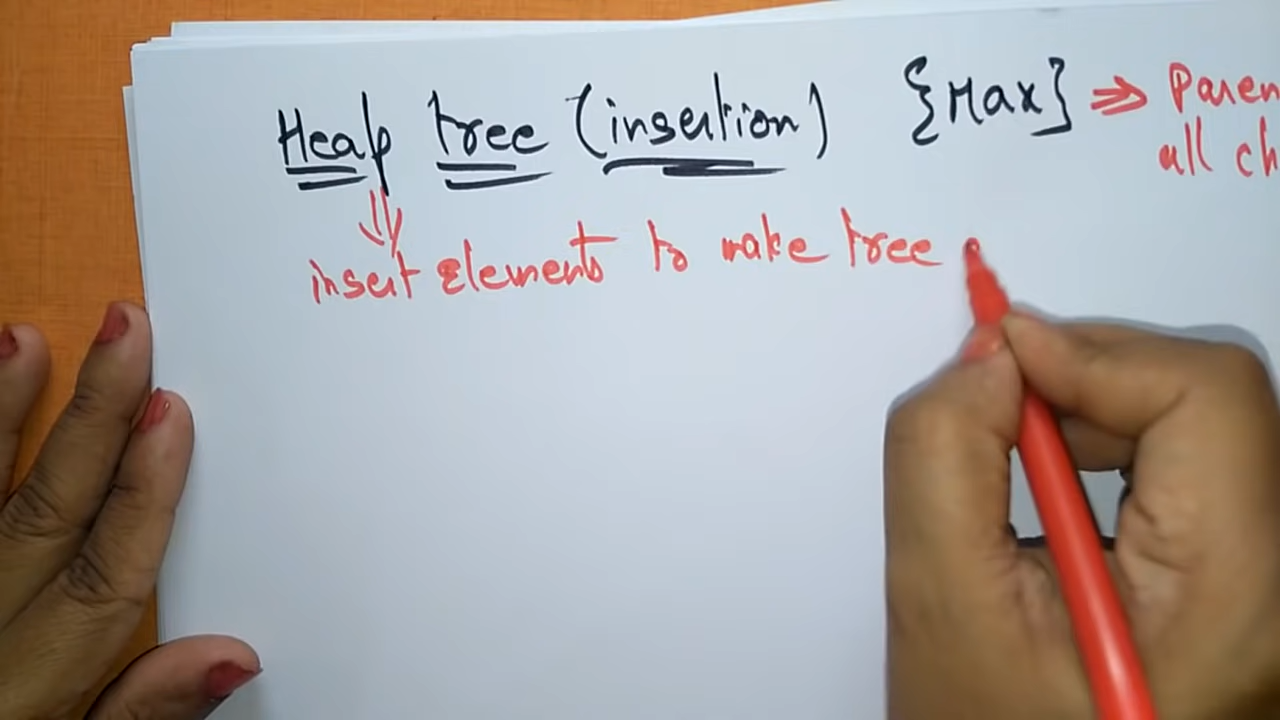 Heap tree (insertion) {Max} ⇒ Paren
all ch
insert elements to make tree